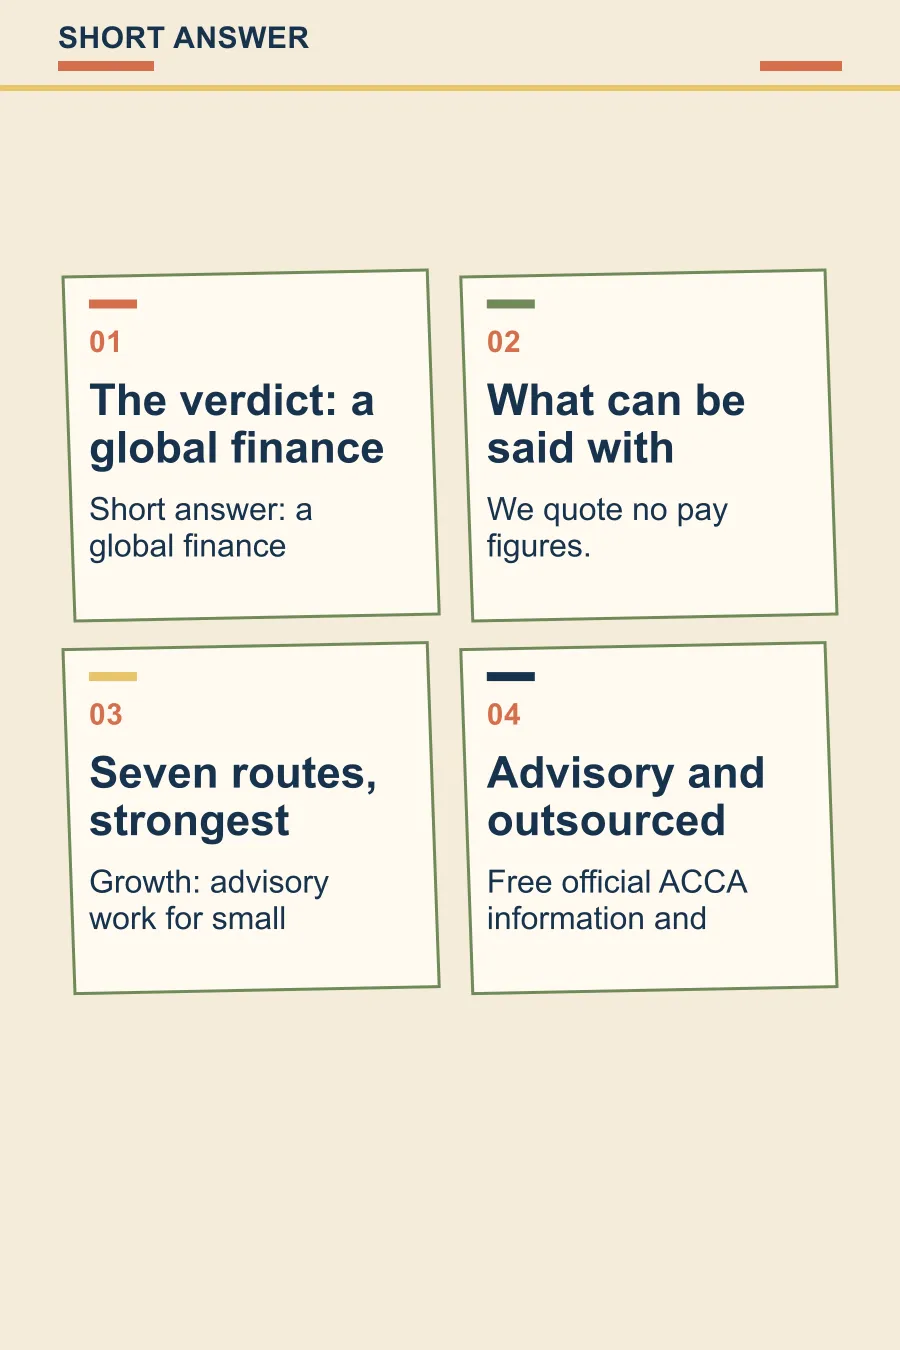 SHORT ANSWER
01
The verdict: a
global finance
Short answer: a
global finance
02
What can be
said with
We quote no pay
figures.
03
Seven routes,
strongest
Growth: advisory
work for small
04
Advisory and
outsourced
Free official ACCA
information and